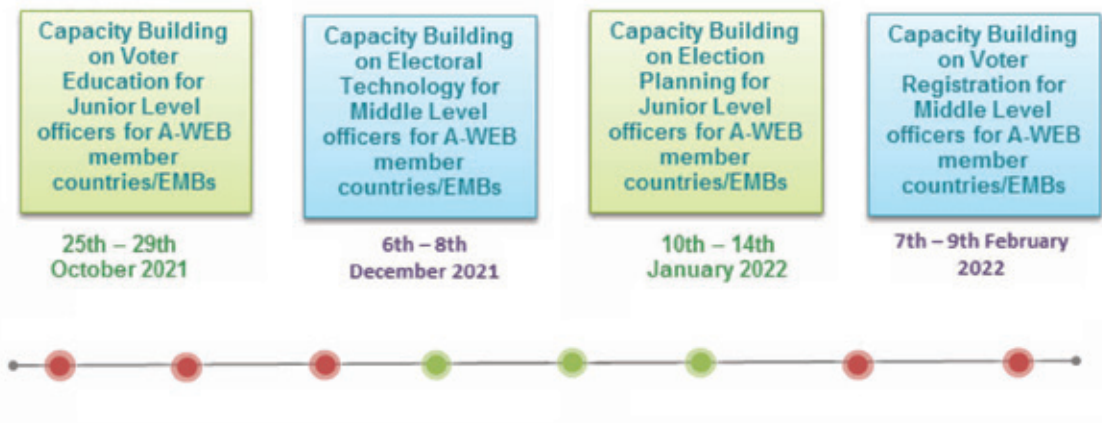 Capacity Building
on Voter
Education for
Junior Level
officers for A-WEB
member
countries/EMBs
25th – 29th
October 2021
Capacity Building
on Electoral
Technology for
Middle Level
officers for A-WEB
member
countries/EMBs
6th – 8th
December 2021
Capacity Building
on Election
Planning for
Junior Level
officers for A-WEB
member
countries/EMBs
10th – 14th
January 2022
Capacity Building
on Voter
Registration for
Middle Level
officers for A-WEB
member
countries/EMBs
7th – 9th February
2022